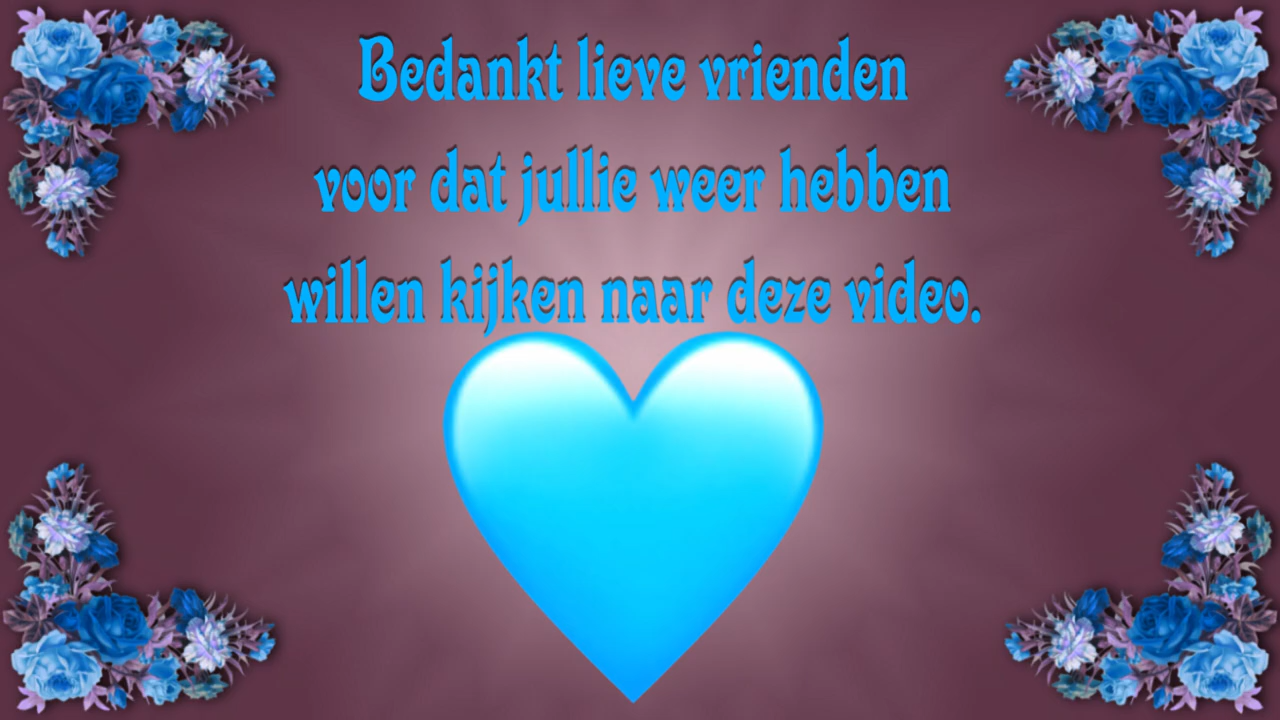 Bedankt lieve vrienden
voor dat jullie weer hebben
willen kijken naar deze video.